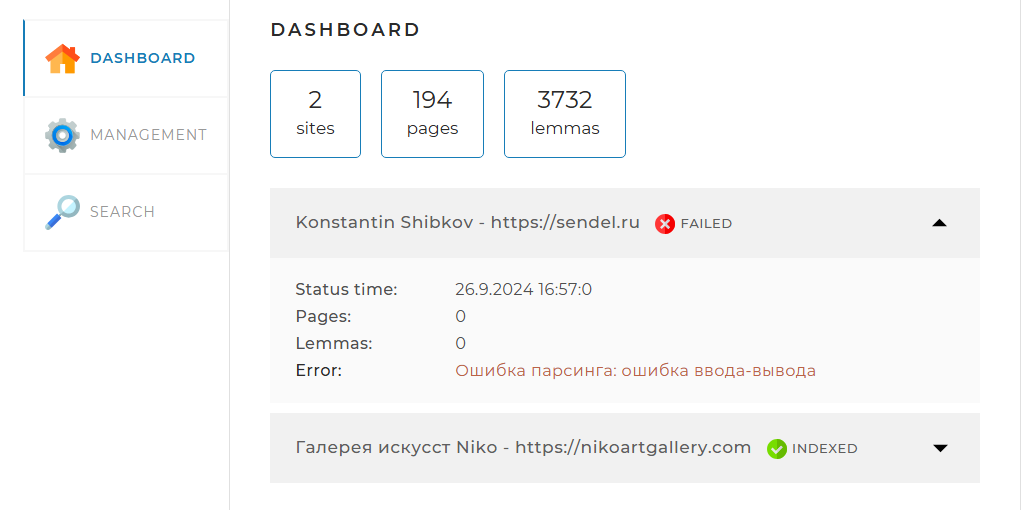 DASHBOARD
MANAGEMENT
SEARCH
DASHBOARD
2
sites
194
pages
3732
lemmas
Konstantin Shibkov - https://sendel.ru FAILED
Status time: 26.9.2024 16:57:0
Pages: 0
Lemmas: 0
Error: Ошибка парсинга: ошибка ввода-вывода
Галерея искусст Niko - https://nikoartgallery.com INDEXED